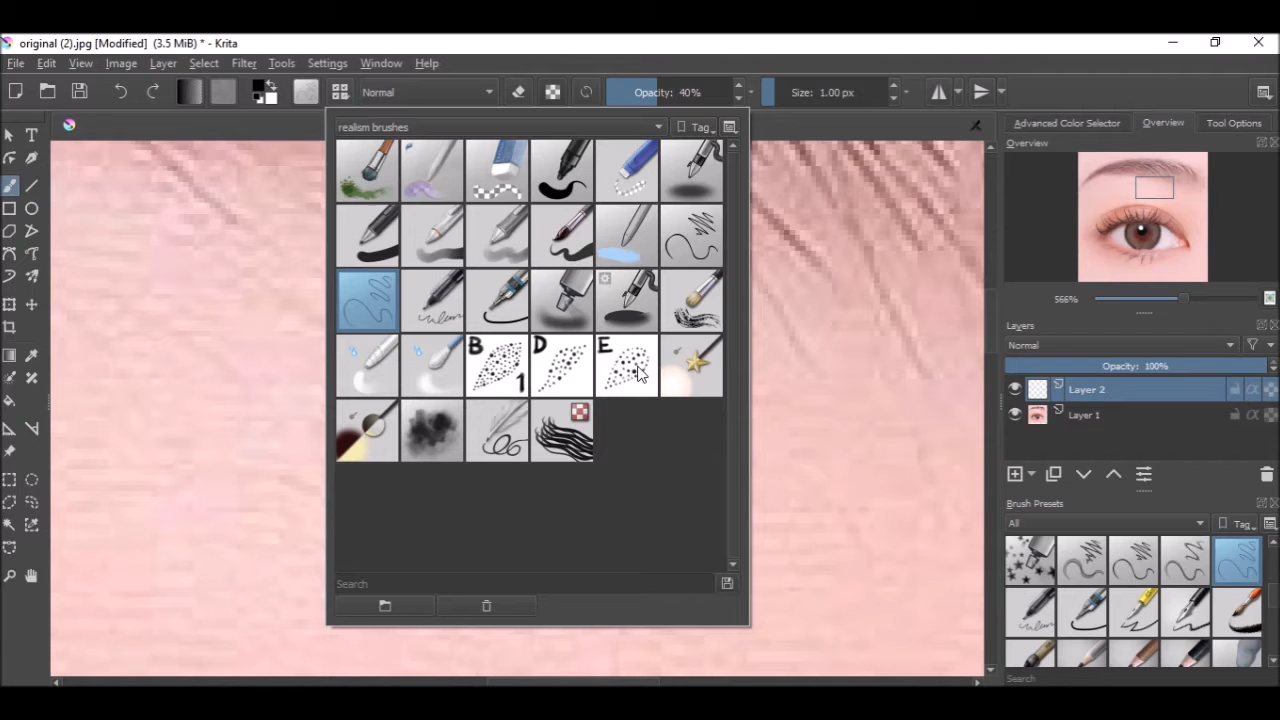 original (2).jpg [Modified] (3.5 MiB) * - Krita
File Edit View Image Layer Select Filter Tools Settings Window Help
Normal Opacity: 40% Size: 1.00 px
realism brushes Tag
B 1 D E
Search
Advanced Color Selector Overview Tool Options
Overview
566%
Layers
Normal
Opacity: 100%
Layer 2
Layer 1
Brush Presets
All Tag
Search